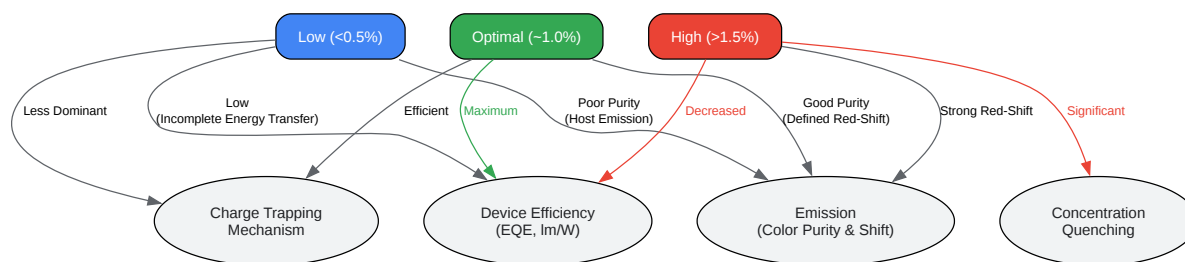 Low (<0.5%)
Optimal (~1.0%)
High (>1.5%)
Less Dominant
Low
(Incomplete Energy Transfer)
Efficient
Maximum
Poor Purity
(Host Emission)
Decreased
Good Purity
(Defined Red-Shift)
Strong Red-Shift
Significant
Charge Trapping
Mechanism
Device Efficiency
(EQE, lm/W)
Emission
(Color Purity & Shift)
Concentration
Quenching